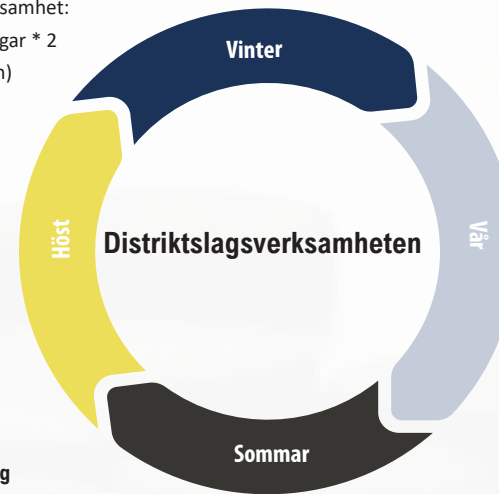 samhet:
gar * 2
n)
Vinter
Höst
Distriktslagsverksamheten
Vår
Sommar
g